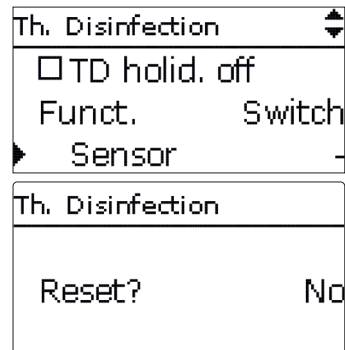 Th. Disinfection
TD holid. off
Funct. Switch
Sensor -
Th. Disinfection
Reset? No